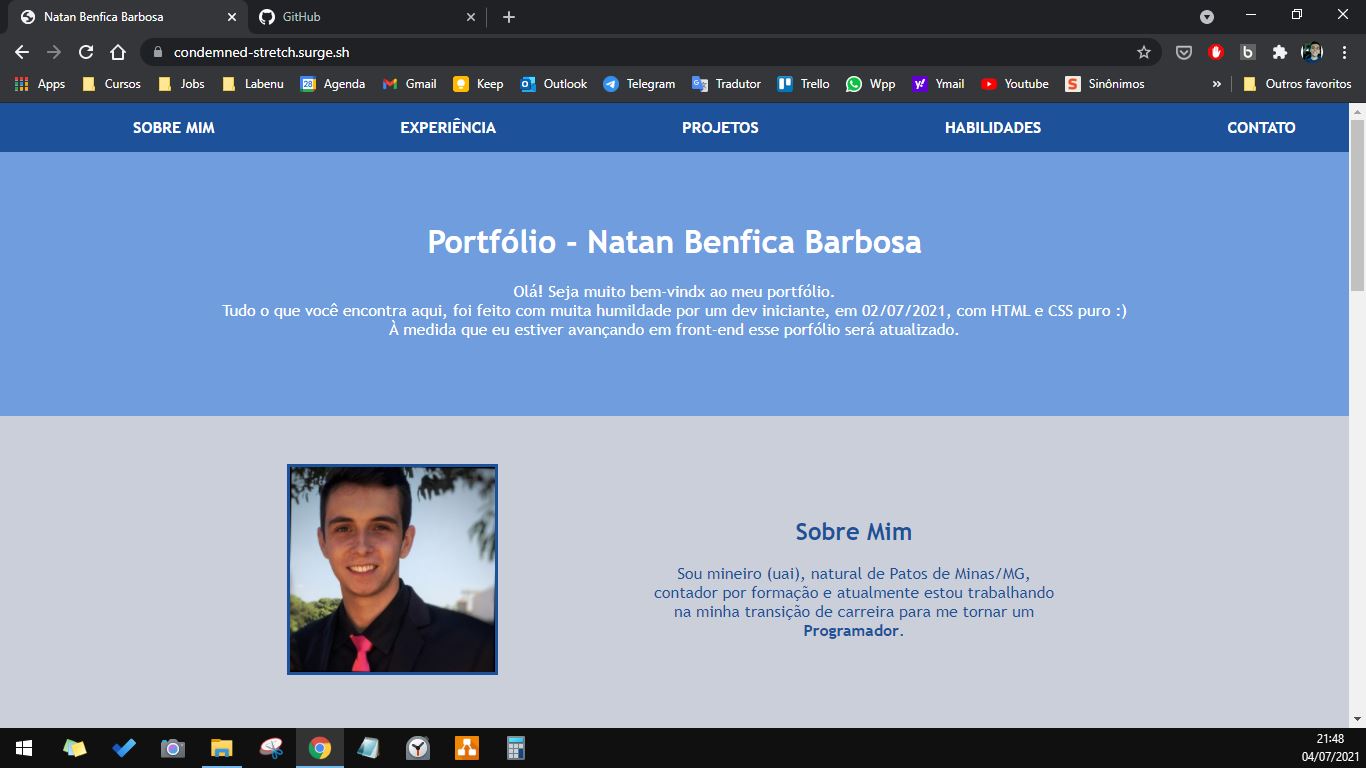 Natan Benfica Barbosa
GitHub
condemned-stretch.surge.sh
Apps Cursos Jobs Labenu 28 Agenda Gmail Keep Outlook Telegram Tradutor Trello Wpp Ymail Youtube Sinônimos » Outros favoritos
SOBRE MIM EXPERIÊNCIA PROJETOS HABILIDADES CONTATO
Portfólio - Natan Benfica Barbosa
Olá! Seja muito bem-vindx ao meu portfólio.
Tudo o que você encontra aqui, foi feito com muita humildade por um dev iniciante, em 02/07/2021, com HTML e CSS puro :)
À medida que eu estiver avançando em front-end esse porfólio será atualizado.
Sobre Mim
Sou mineiro (uai), natural de Patos de Minas/MG,
contador por formação e atualmente estou trabalhando
na minha transição de carreira para me tornar um
Programador.
21:48
04/07/2021